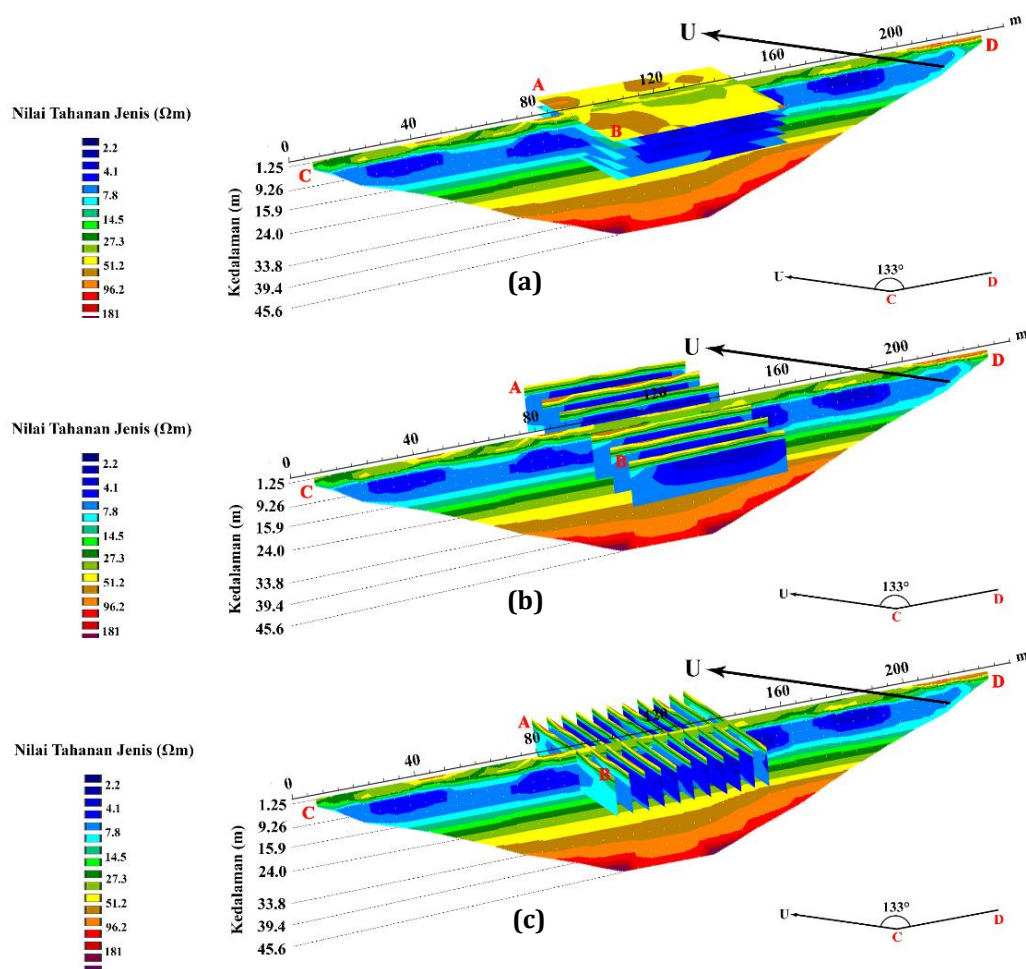 Nilai Tahanan Jenis (Ωm)
2.2
4.1
7.8
14.5
27.3
51.2
96.2
181
Kedalaman (m)
1.25
9.26
15.9
24.0
33.8
39.4
45.6
0
40
80
120
160
200
m
U
A
B
C
D
(a)
133°
U
C
D
Nilai Tahanan Jenis (Ωm)
2.2
4.1
7.8
14.5
27.3
51.2
96.2
181
Kedalaman (m)
1.25
9.26
15.9
24.0
33.8
39.4
45.6
0
40
80
120
160
200
m
U
A
B
C
D
(b)
133°
U
C
D
Nilai Tahanan Jenis (Ωm)
2.2
4.1
7.8
14.5
27.3
51.2
96.2
181
Kedalaman (m)
1.25
9.26
15.9
24.0
33.8
39.4
45.6
0
40
80
120
160
200
m
U
A
B
C
D
(c)
133°
U
C
D